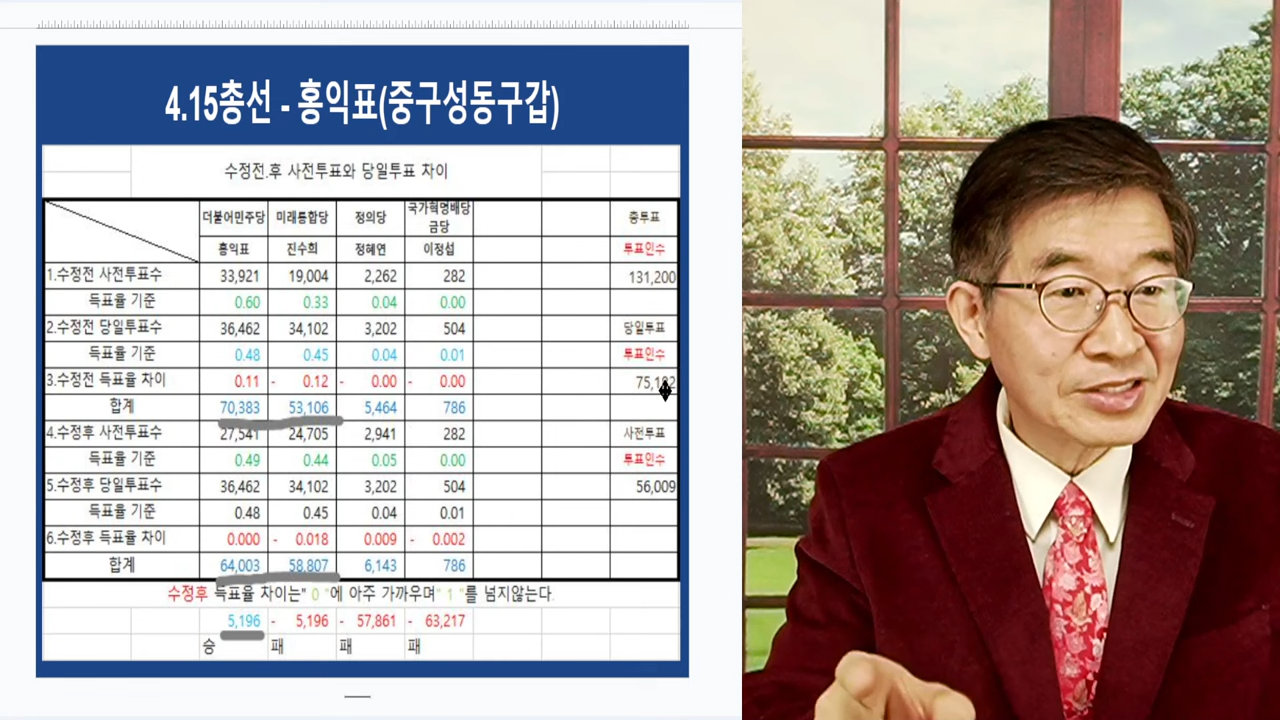 4.15총선 - 홍익표(중구성동구갑)
수정전.후 사전투표와 당일투표 차이
더불어민주당 미래통합당 정의당 국가혁명배당금당 총투표
홍익표 진수희 정혜연 이정섭 투표인수
1.수정전 사전투표수 33,921 19,004 2,262 282 131,200
득표율 기준 0.60 0.33 0.04 0.00
2.수정전 당일투표수 36,462 34,102 3,202 504 당일투표
득표율 기준 0.48 0.45 0.04 0.01 투표인수
3.수정전 득표율 차이 0.11 - 0.12 - 0.00 - 0.00
합계 70,383 53,106 5,464 786
4.수정후 사전투표수 27,541 24,705 2,941 282 사전투표
득표율 기준 0.49 0.44 0.05 0.00 투표인수
5.수정후 당일투표수 36,462 34,102 3,202 504 56,009
득표율 기준 0.48 0.45 0.04 0.01
6.수정후 득표율 차이 0.000 - 0.018 0.009 - 0.002
합계 64,003 58,807 6,143 786
수정후 득표율 차이는" 0 "에 아주 가까우며" 1 "를 넘지않는다.
5,196 - 5,196 - 57,861 - 63,217
승 패 패 패